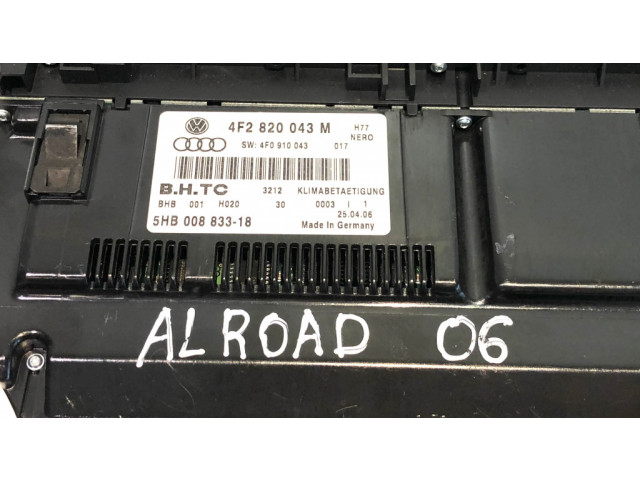 4F2 820 043 M H77
NERO
SW: 4F0 910 043 017
B.H.TC 3212 KLIMABETAETIGUNG
BHB 001 H020 30 0003 I 1
25.04.06
5HB 008 833-18 Made in Germany
ALROAD 06